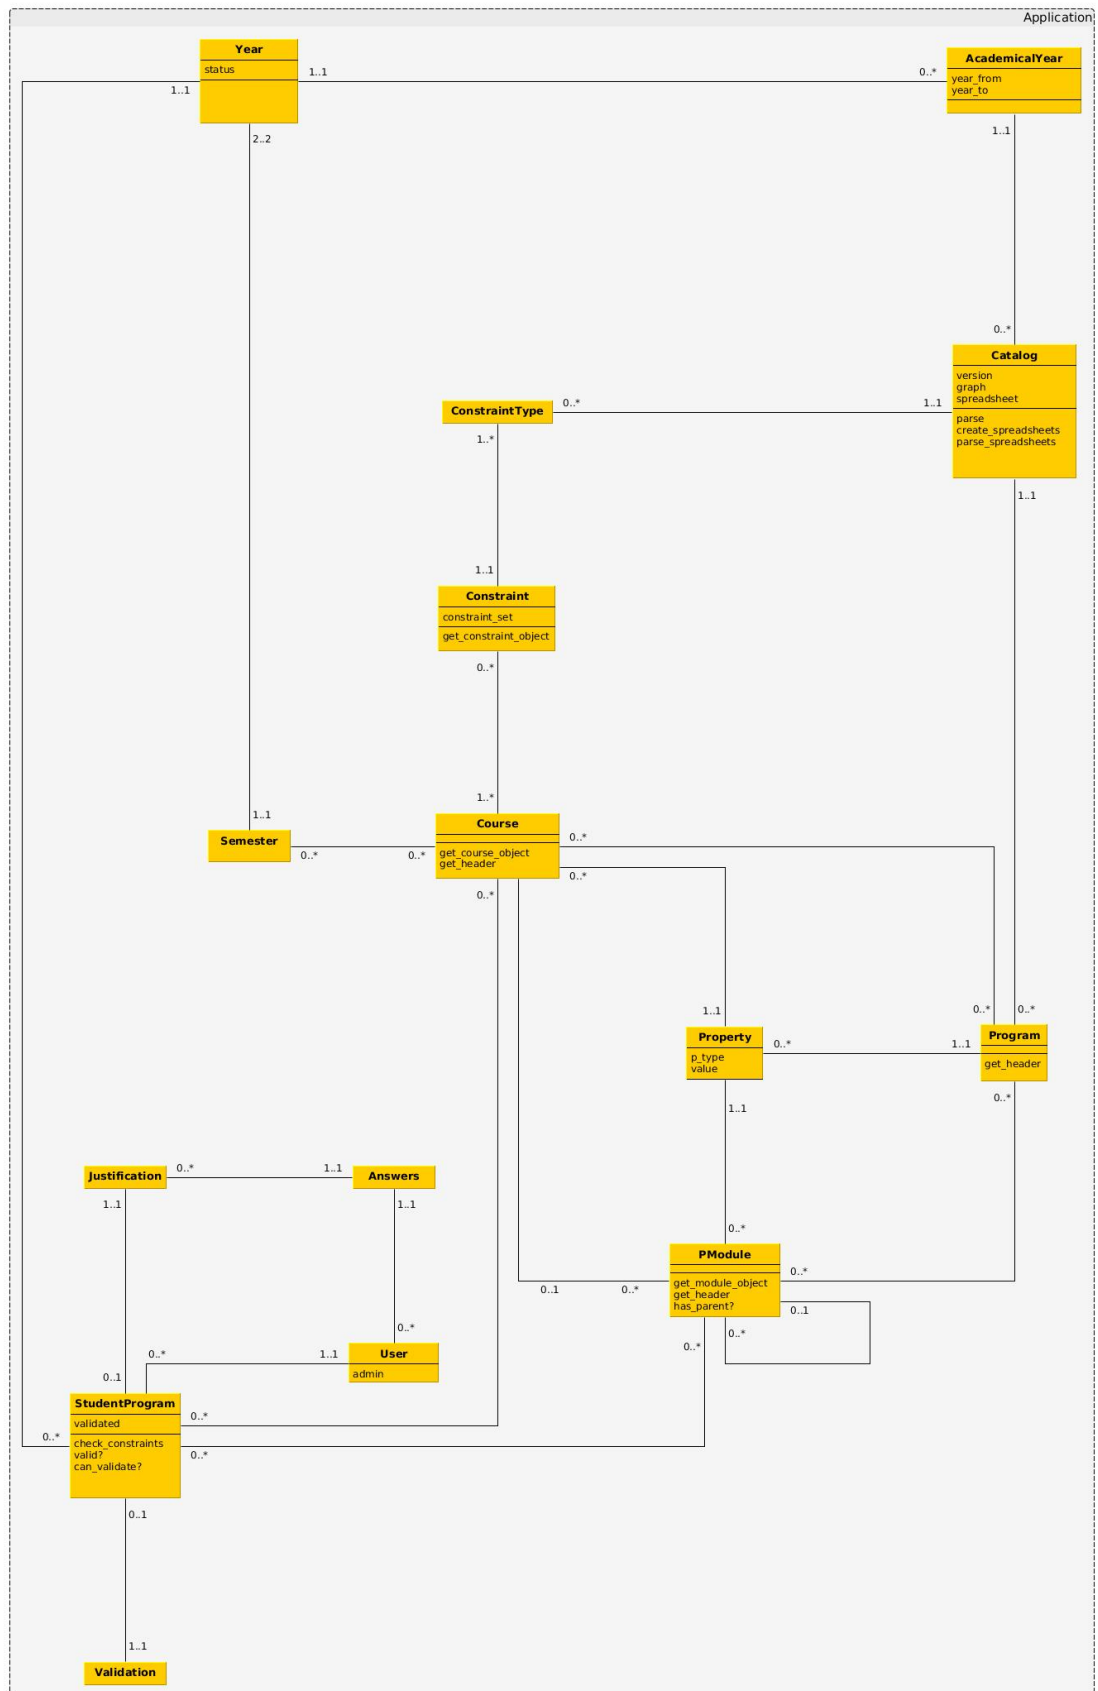 Application
Year
status
1..1
0..*
AcademicalYear
year_from
year_to
1..1
2..2
1..1
0..*
Catalog
version
graph
spreadsheet
parse
create_spreadsheets
parse_spreadsheets
ConstraintType
0..*
1..1
1..*
1..1
1..1
Constraint
constraint_set
get_constraint_object
0..*
1..*
1..1
Semester
0..*
0..*
Course
get_course_object
get_header
0..*
0..*
0..*
1..1
0..*
0..*
Property
p_type
value
0..*
1..1
Program
get_header
1..1
0..*
Justification
0..*
1..1
Answers
1..1
1..1
0..*
PModule
get_module_object
get_header
has_parent?
0..*
0..1
0..*
0..1
0..*
0..*
0..*
User
admin
0..*
1..1
0..1
StudentProgram
validated
check_constraints
valid?
can_validate?
0..*
0..*
0..*
0..1
1..1
Validation